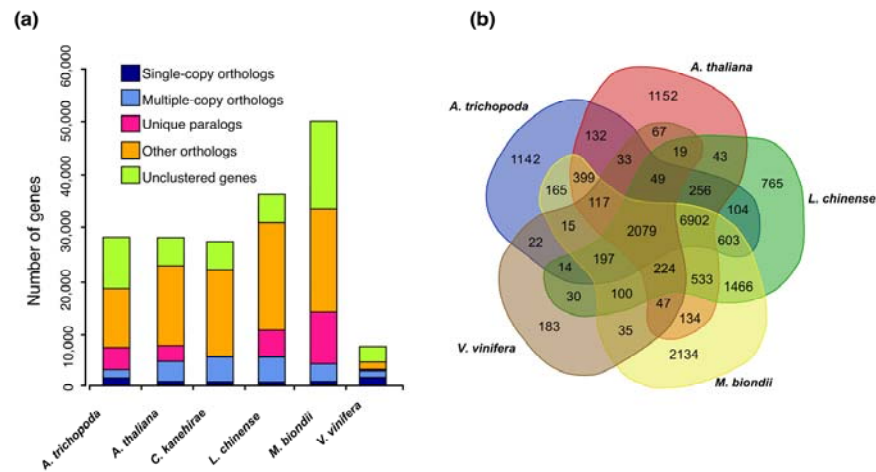 (a)
60,000
50,000
40,000
30,000
20,000
10,000
0
Number of genes
Single-copy orthologs
Multiple-copy orthologs
Unique paralogs
Other orthologs
Unclustered genes
A. trichopoda
A. thaliana
C. kanehirae
L. chinense
M. biondii
V. vinifera
(b)
A. thaliana
A. trichopoda
L. chinense
V. vinifera
M. biondii
1152
67
132
19
43
1142
33
765
399
49
165
256
117
104
15
2079
6902
22
603
197
14
224
533
1466
30
100
47
134
183
35
2134